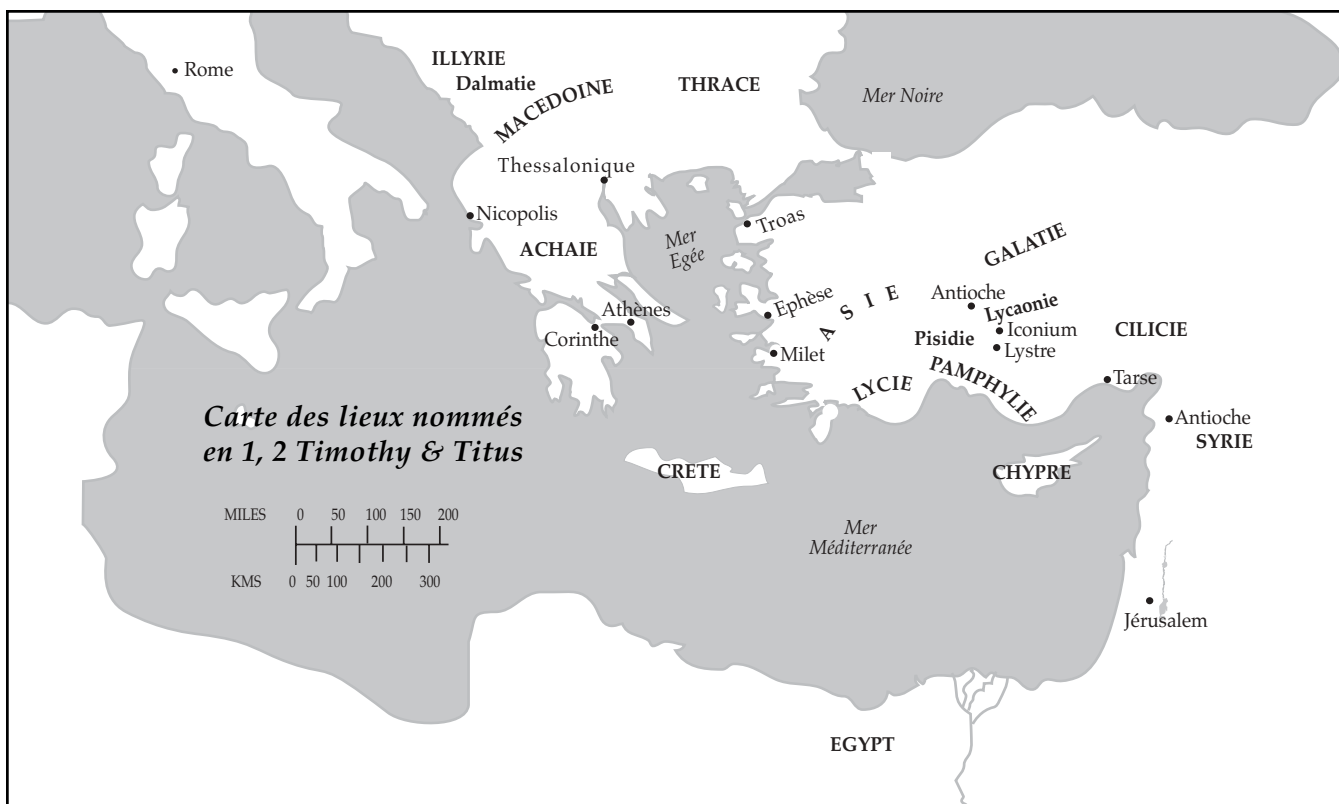 ILLYRIE
Dalmatie
MACEDOINE
THRACE
Mer Noire
Rome
Thessalonique
Nicopolis
Troas
Mer
Egée
ACHAIE
GALATIE
Antioche
Lycaonie
Ephèse
ASIE
Athènes
Corinthe
Iconium
CILICIE
Pisidie
Lystre
Milet
PAMPHYLIE
LYCIE
Tarse
Antioche
SYRIE
Carte des lieux nommés
en 1, 2 Timothy & Titus
CRETE
CHYPRE
MILES 0 50 100 150 200
KMS 0 50 100 200 300
Mer
Méditerranée
Jérusalem
EGYPT